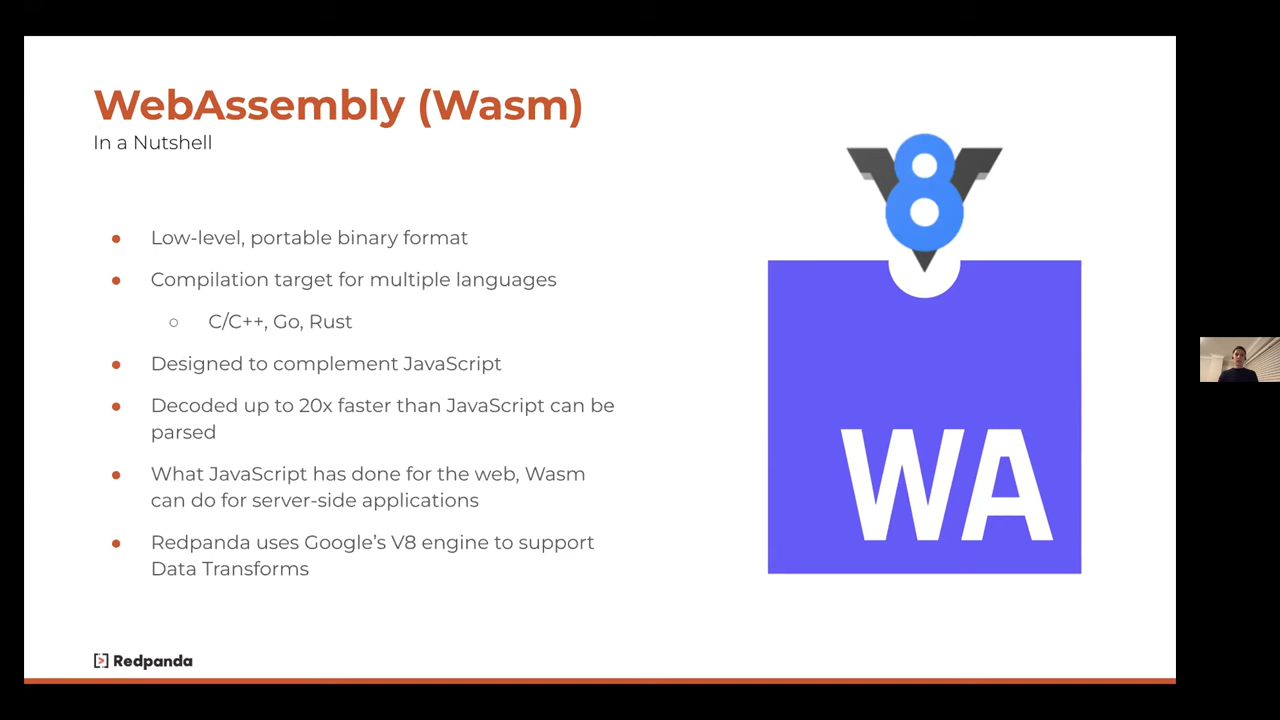 WebAssembly (Wasm)
In a Nutshell
● Low-level, portable binary format
● Compilation target for multiple languages
○ C/C++, Go, Rust
● Designed to complement JavaScript
● Decoded up to 20x faster than JavaScript can be
parsed
● What JavaScript has done for the web, Wasm
can do for server-side applications
● Redpanda uses Google’s V8 engine to support
Data Transforms
V8
WA
Redpanda